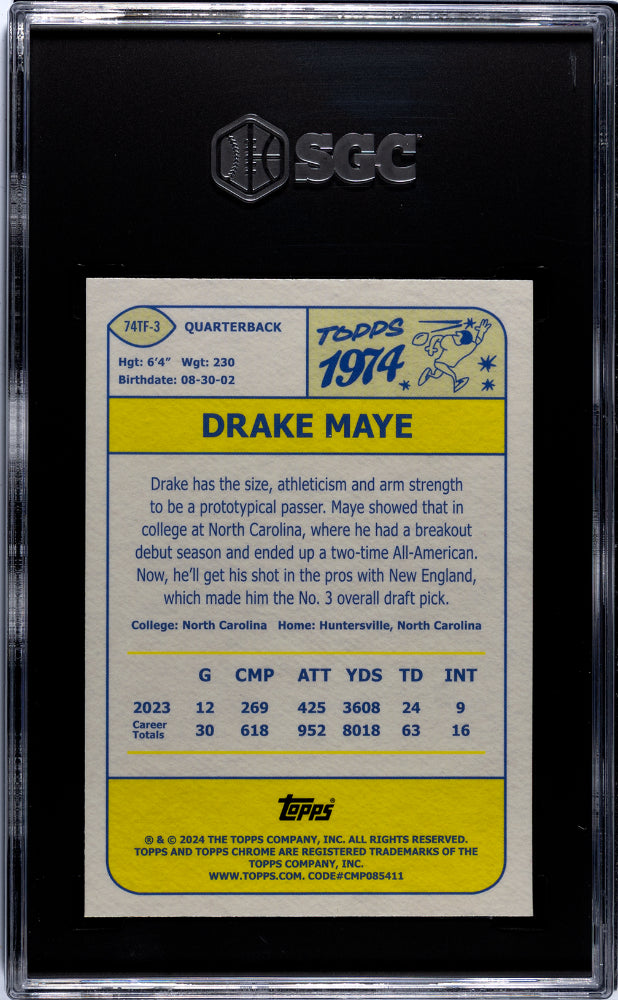 SGC
74TF-3
QUARTERBACK
Hgt: 6'4" Wgt: 230
Birthdate: 08-30-02
TOPPS
1974
DRAKE MAYE
Drake has the size, athleticism and arm strength
to be a prototypical passer. Maye showed that in
college at North Carolina, where he had a breakout
debut season and ended up a two-time All-American.
Now, he'll get his shot in the pros with New England,
which made him the No. 3 overall draft pick.
College: North Carolina Home: Huntersville, North Carolina
G CMP ATT YDS TD INT
2023 12 269 425 3608 24 9
Career
Totals 30 618 952 8018 63 16
topps®
® & © 2024 THE TOPPS COMPANY, INC. ALL RIGHTS RESERVED.
TOPPS AND TOPPS CHROME ARE REGISTERED TRADEMARKS OF THE
TOPPS COMPANY, INC.
WWW.TOPPS.COM. CODE#CMP085411